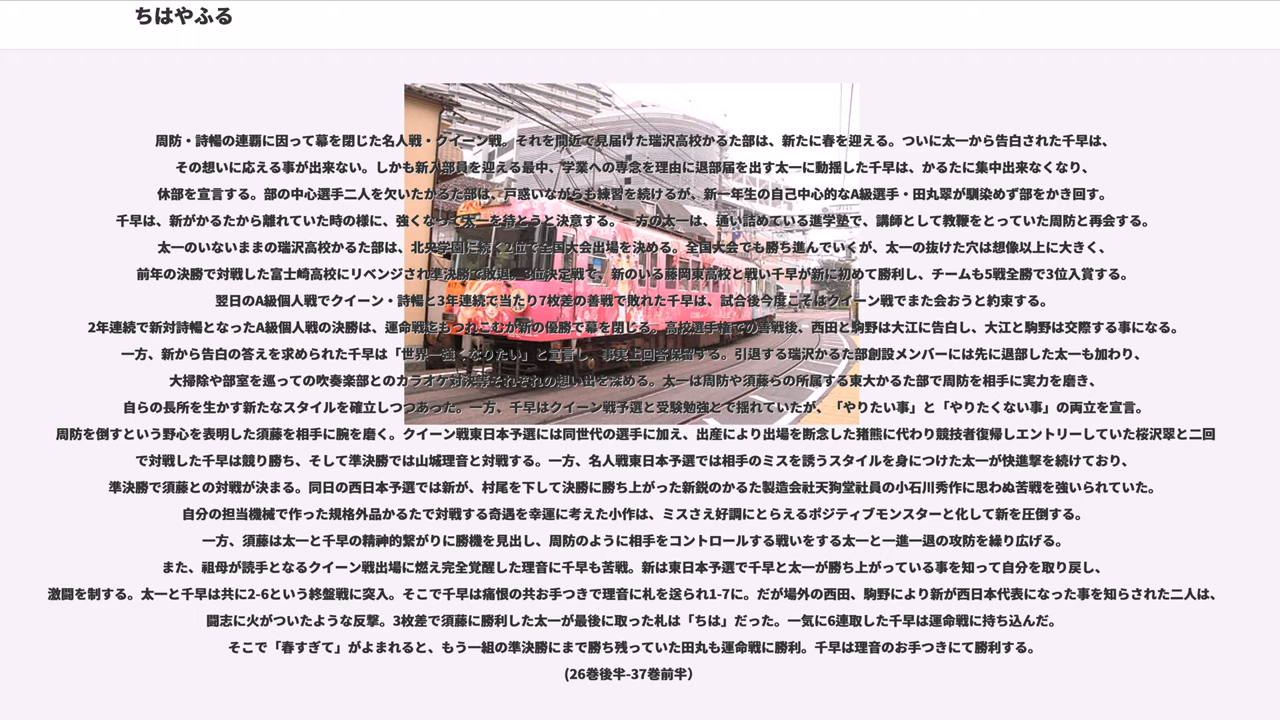 ちはやふる
周防・詩暢の連覇に因って幕を閉じた名人戦・クイーン戦。それを間近で見届けた瑞沢高校かるた部は、新たに春を迎える。ついに太一から告白された千早は、
その想いに応える事が出来ない。しかも新入部員を迎える最中、学業への専念を理由に退部届を出す太一に動揺した千早は、かるたに集中出来なくなり、
休部を宣言する。部の中心選手二人を欠いたかるた部は、戸惑いながらも練習を続けるが、新一年生の自己中心的なA級選手・田丸翠が馴染めず部をかき回す。
千早は、新がかるたから離れていた時の様に、強くなって太一を待とうと決意する。一方の太一は、通い詰めている進学塾で、講師として教鞭をとっていた周防と再会する。
太一のいないままの瑞沢高校かるた部は、北央学園に続く2位で全国大会出場を決める。全国大会でも勝ち進んでいくが、太一の抜けた穴は想像以上に大きく、
前年の決勝で対戦した富士崎高校にリベンジされ準決勝で敗退。3位決定戦で、新のいる藤岡東高校と戦い千早が新に初めて勝利し、チームも5戦全勝で3位入賞する。
翌日のA級個人戦でクイーン・詩暢と3年連続で当たり7枚差の善戦で敗れた千早は、試合後今度こそはクイーン戦でまた会おうと約束する。
2年連続で新対詩暢となったA級個人戦の決勝は、運命戦迄もつれこむが新の優勝で幕を閉じる。高校選手権での善戦後、西田と駒野は大江に告白し、大江と駒野は交際する事になる。
一方、新から告白の答えを求められた千早は「世界一強くなりたい」と宣言し、事実上回答保留する。引退する瑞沢かるた部創設メンバーには先に退部した太一も加わり、
大掃除や部室を巡っての吹奏楽部とのカラオケ対決等それぞれの想い出を深める。太一は周防や須藤らの所属する東大かるた部で周防を相手に実力を磨き、
自らの長所を生かす新たなスタイルを確立しつつあった。一方、千早はクイーン戦予選と受験勉強とで揺れていたが、「やりたい事」と「やりたくない事」の両立を宣言。
周防を倒すという野心を表明した須藤を相手に腕を磨く。クイーン戦東日本予選には同世代の選手に加え、出産により出場を断念した猪熊に代わり競技者復帰しエントリーしていた桜沢翠と二回
で対戦した千早は競り勝ち、そして準決勝では山城理音と対戦する。一方、名人戦東日本予選では相手のミスを誘うスタイルを身につけた太一が快進撃を続けており、
準決勝で須藤との対戦が決まる。同日の西日本予選では新が、村尾を下して決勝に勝ち上がった新鋭のかるた製造会社天狗堂社員の小石川秀作に思わぬ苦戦を強いられていた。
自分の担当機械で作った規格外品かるたで対戦する奇遇を幸運に考えた小作は、ミスさえ好調にとらえるポジティブモンスターと化して新を圧倒する。
一方、須藤は太一と千早の精神的繋がりに勝機を見出し、周防のように相手をコントロールする戦いをする太一と一進一退の攻防を繰り広げる。
また、祖母が読手となるクイーン戦出場に燃え完全覚醒した理音に千早も苦戦。新は東日本予選で千早と太一が勝ち上がっている事を知って自分を取り戻し、
激闘を制する。太一と千早は共に2-6という終盤戦に突入。そこで千早は痛恨の共お手つきで理音に札を送られ1-7に。だが場外の西田、駒野により新が西日本代表になった事を知らされた二人は、
闘志に火がついたような反撃。3枚差で須藤に勝利した太一が最後に取った札は「ちは」だった。一気に6連取した千早は運命戦に持ち込んだ。
そこで「春すぎて」がよまれると、もう一組の準決勝にまで勝ち残っていた田丸も運命戦に勝利。千早は理音のお手つきにて勝利する。
(26巻後半-37巻前半)